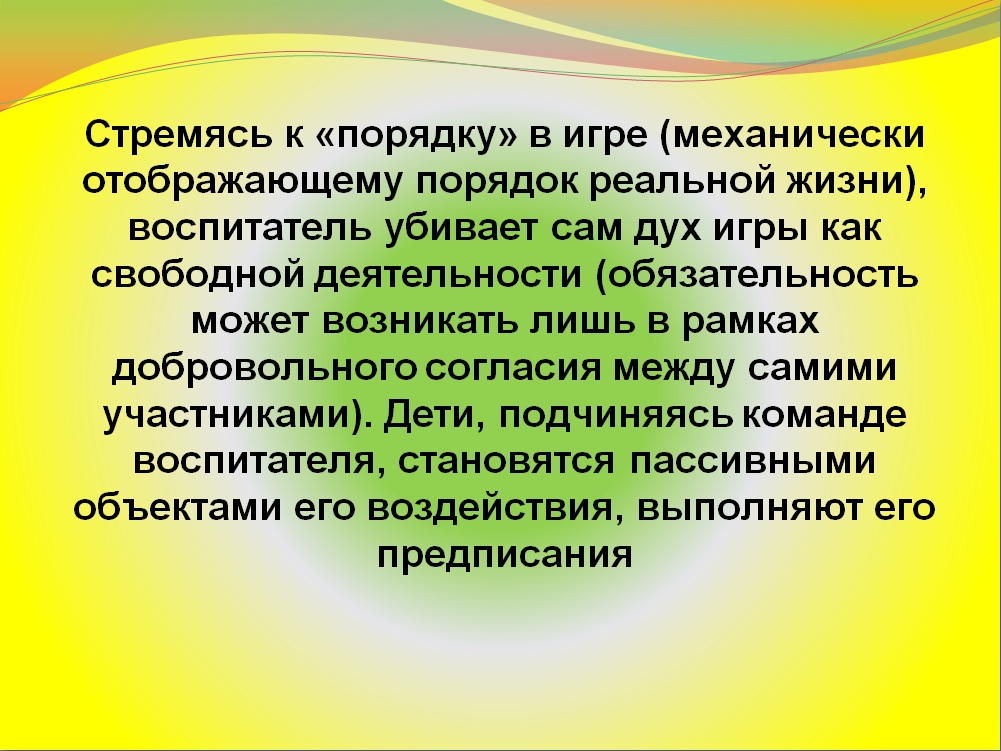 Стремясь к «порядку» в игре (механически
отображающему порядок реальной жизни),
воспитатель убивает сам дух игры как
свободной деятельности (обязательность
может возникать лишь в рамках
добровольного согласия между самими
участниками). Дети, подчиняясь команде
воспитателя, становятся пассивными
объектами его воздействия, выполняют его
предписания